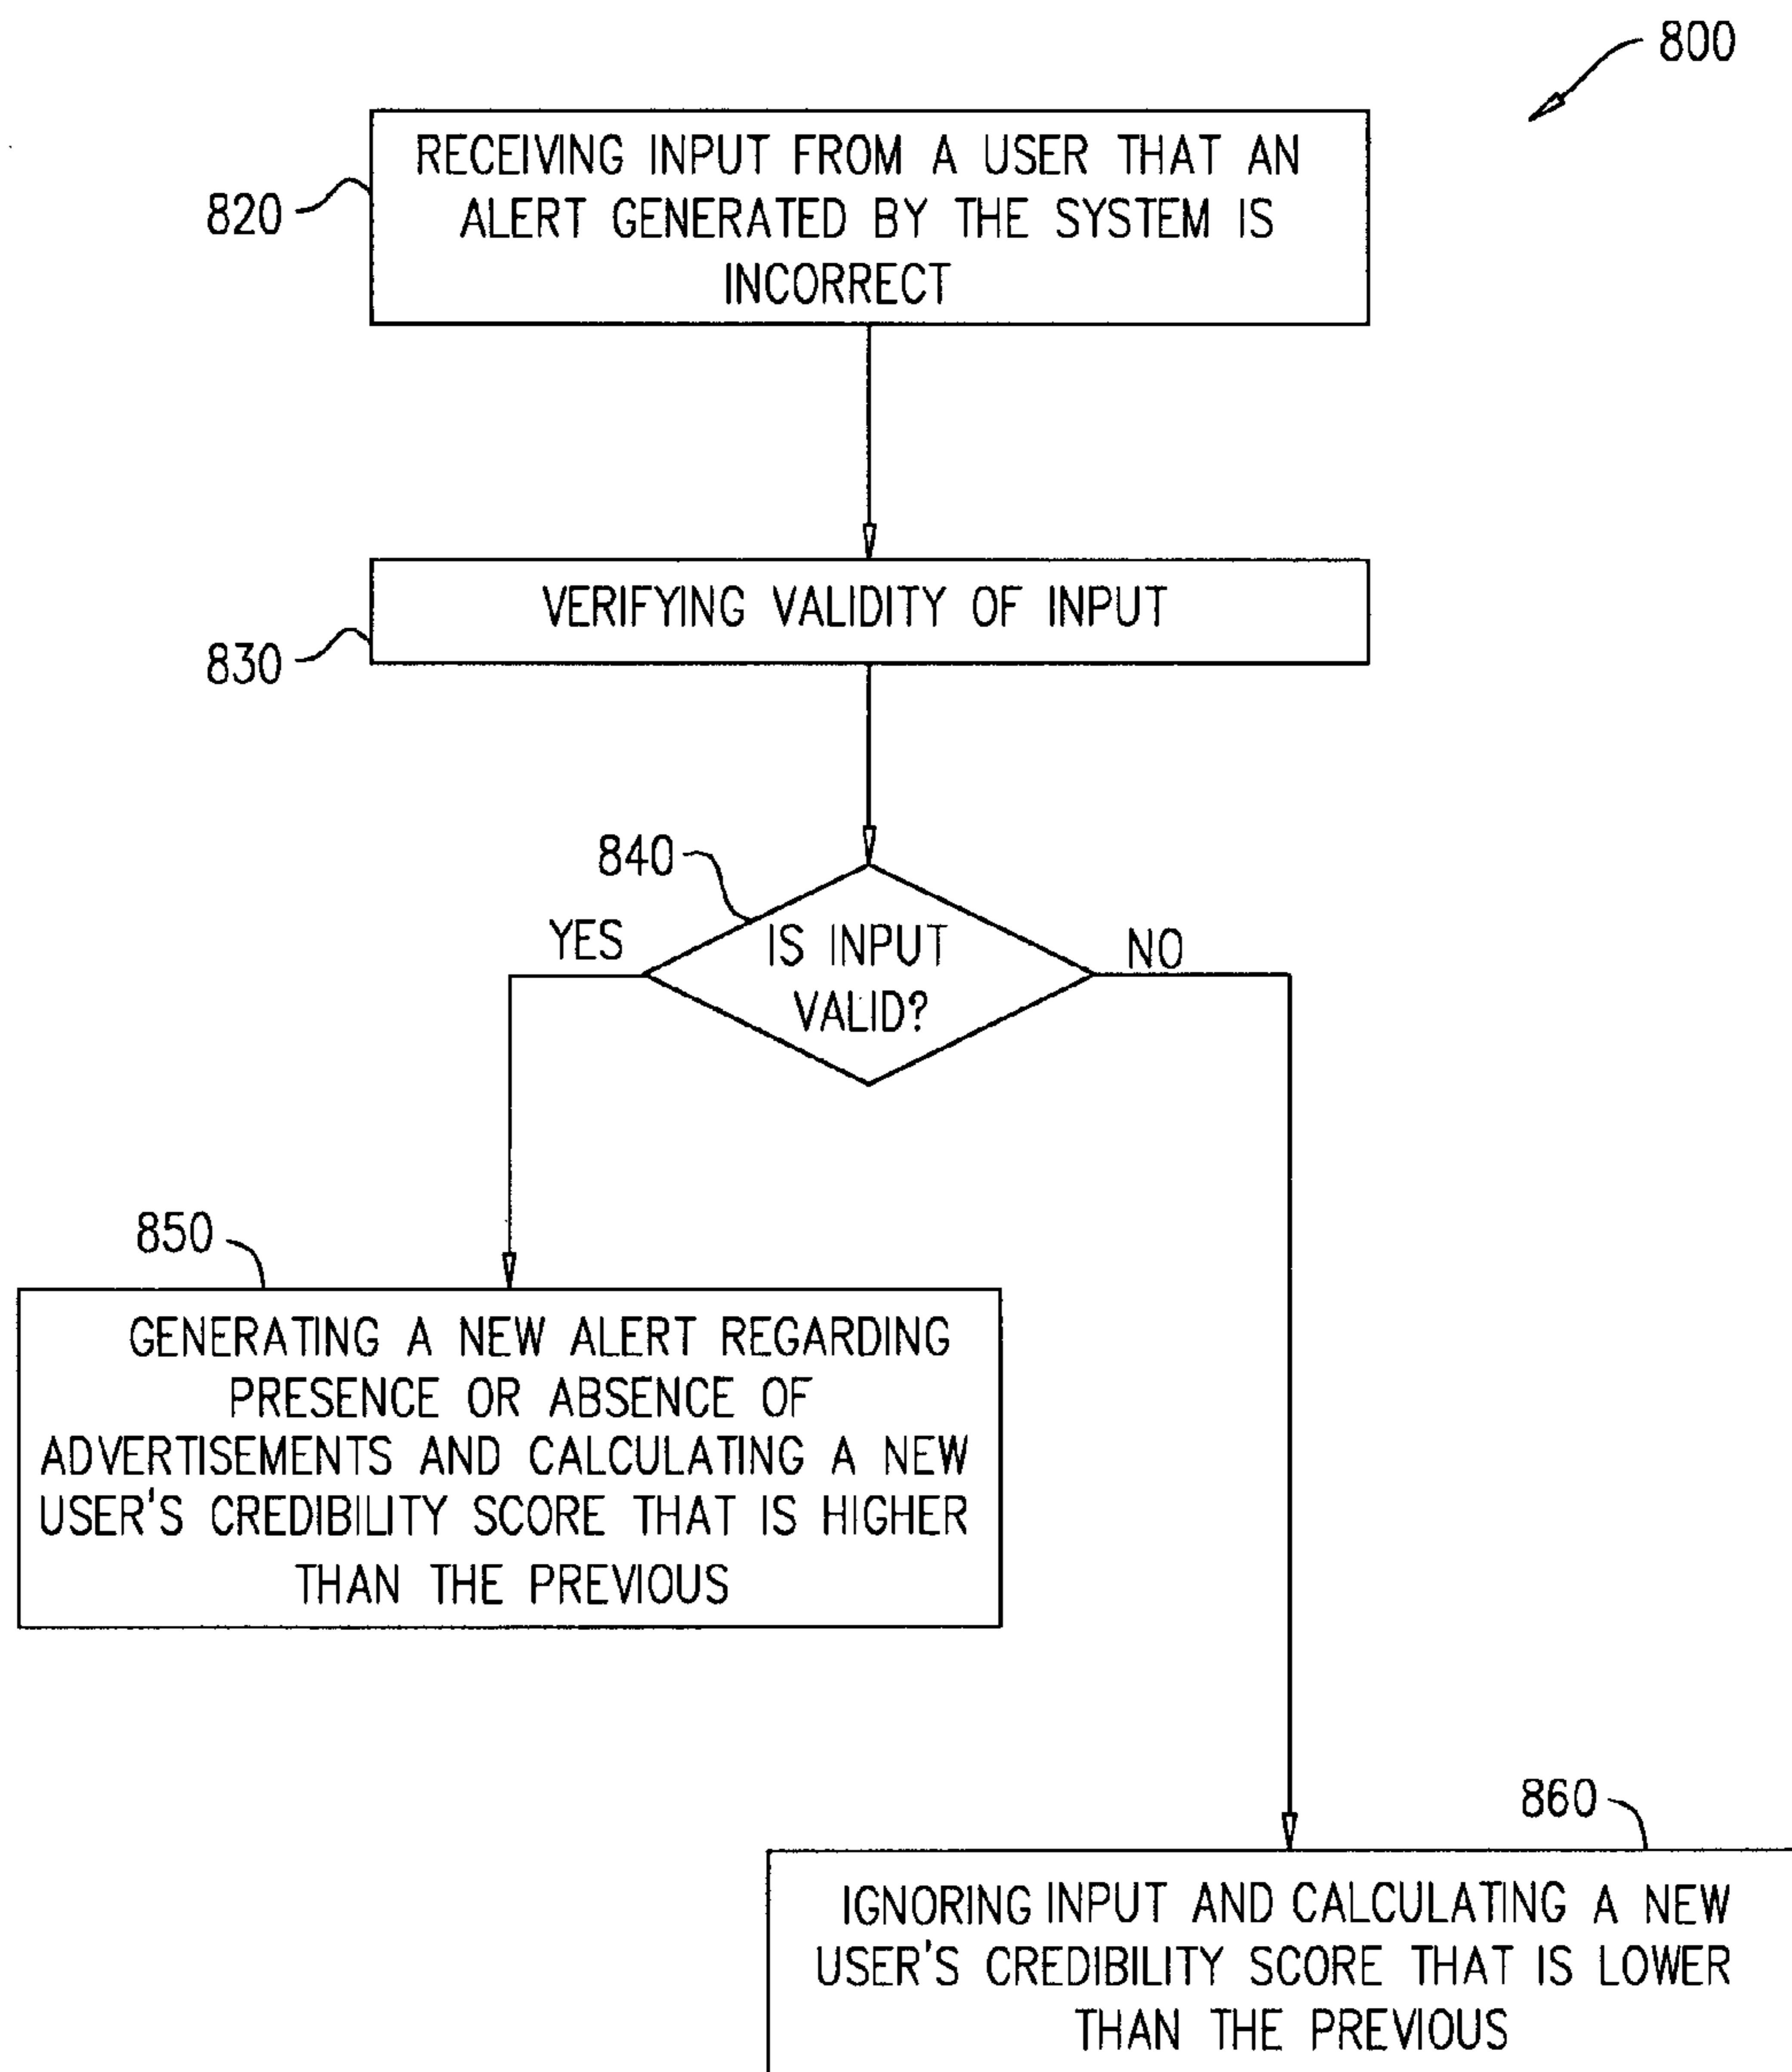 800
RECEIVING INPUT FROM A USER THAT AN
ALERT GENERATED BY THE SYSTEM IS
INCORRECT
820
VERIFYING VALIDITY OF INPUT
830
840
YES
IS INPUT
VALID?
NO
850
GENERATING A NEW ALERT REGARDING
PRESENCE OR ABSENCE OF
ADVERTISEMENTS AND CALCULATING A NEW
USER'S CREDIBILITY SCORE THAT IS HIGHER
THAN THE PREVIOUS
860
IGNORING INPUT AND CALCULATING A NEW
USER'S CREDIBILITY SCORE THAT IS LOWER
THAN THE PREVIOUS